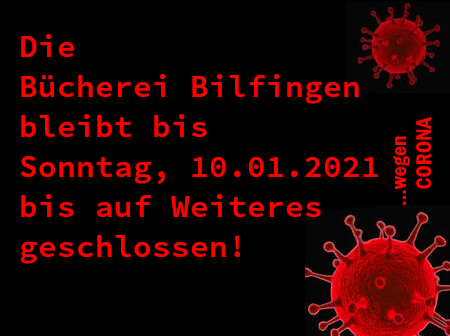 Die
Bücherei Bilfingen
bleibt bis
Sonntag, 10.01.2021
bis auf Weiteres
geschlossen!
...wegen
CORONA